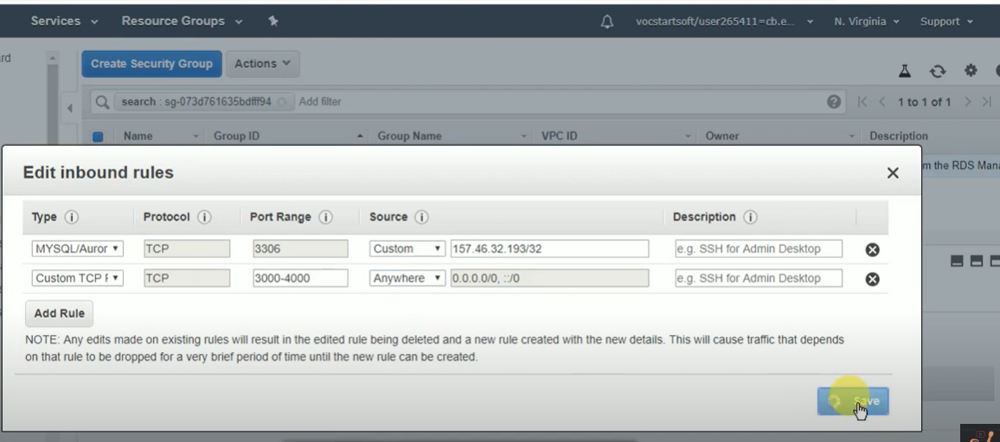 Services Resource Groups vocstartsoft/user265411=cb.e... N. Virginia Support
rd
Create Security Group Actions
search : sg-073d761635bdfff94 Add filter 1 to 1 of 1
Name Group ID Group Name VPC ID Owner Description
m the RDS Mana
Edit inbound rules
Type Protocol Port Range Source Description
MYSQL/Auror TCP 3306 Custom 157.46.32.193/32 e.g. SSH for Admin Desktop
Custom TCP F TCP 3000-4000 Anywhere 0.0.0.0/0, ::/0 e.g. SSH for Admin Desktop
Add Rule
NOTE: Any edits made on existing rules will result in the edited rule being deleted and a new rule created with the new details. This will cause traffic that depends
on that rule to be dropped for a very brief period of time until the new rule can be created.
Save